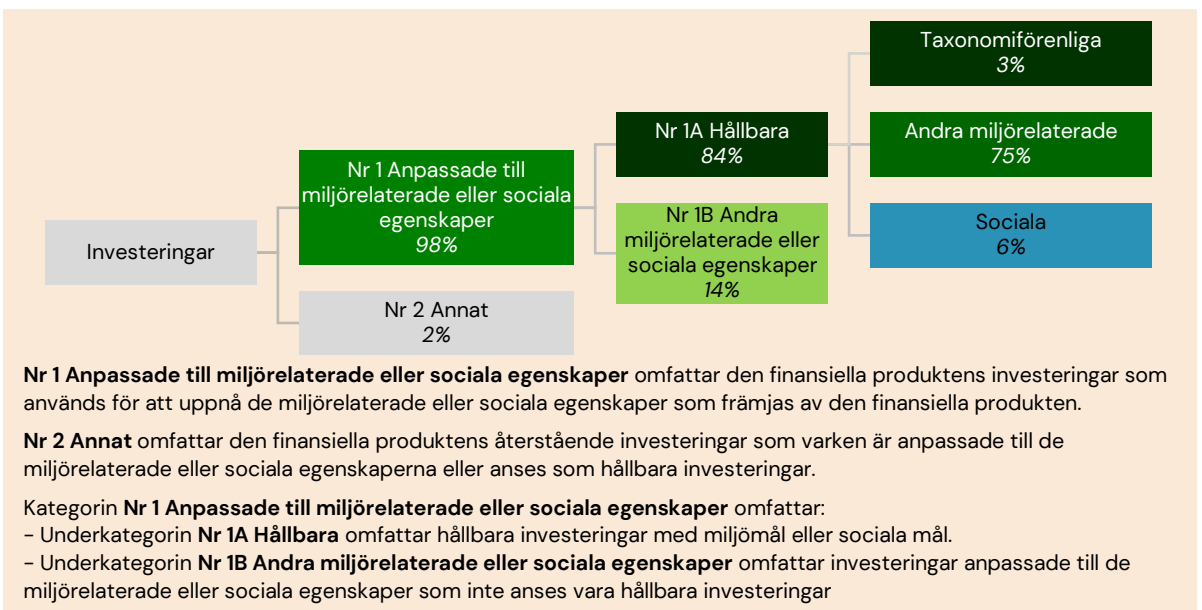 Investeringar
Nr 1 Anpassade till
miljörelaterade eller sociala
egenskaper
98%
Nr 2 Annat
2%
Nr 1A Hållbara
84%
Nr 1B Andra
miljörelaterade eller
sociala egenskaper
14%
Taxonomiförenliga
3%
Andra miljörelaterade
75%
Sociala
6%
Nr 1 Anpassade till miljörelaterade eller sociala egenskaper omfattar den finansiella produktens investeringar som
används för att uppnå de miljörelaterade eller sociala egenskaper som främjas av den finansiella produkten.
Nr 2 Annat omfattar den finansiella produktens återstående investeringar som varken är anpassade till de
miljörelaterade eller sociala egenskaperna eller anses som hållbara investeringar.
Kategorin Nr 1 Anpassade till miljörelaterade eller sociala egenskaper omfattar:
– Underkategorin Nr 1A Hållbara omfattar hållbara investeringar med miljömål eller sociala mål.
– Underkategorin Nr 1B Andra miljörelaterade eller sociala egenskaper omfattar investeringar anpassade till de
miljörelaterade eller sociala egenskaper som inte anses vara hållbara investeringar